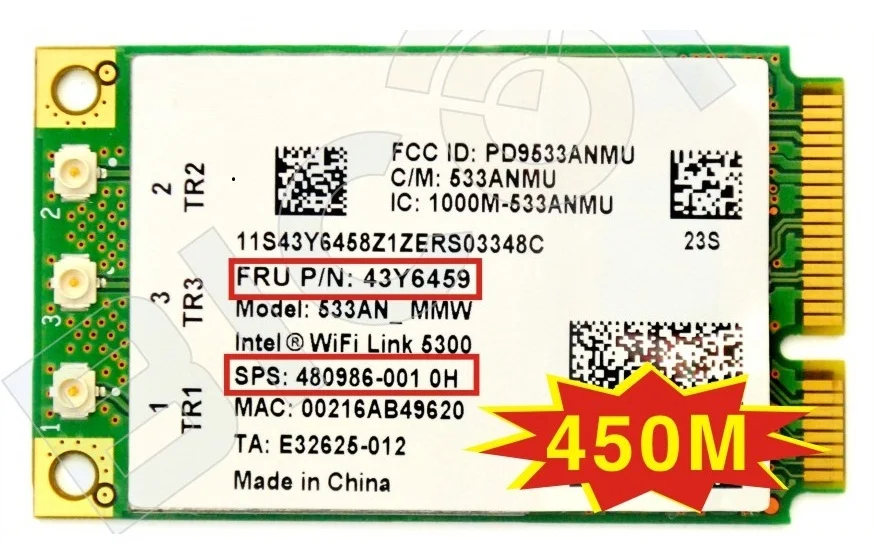 FCC ID: PD9533ANMU
C/M: 533ANMU
IC: 1000M-533ANMU
2
TR2
2
11S43Y6458Z1ZERS03348C
23S
FRU P/N: 43Y6459
3
TR3
3
Model: 533AN_MMW
Intel ® WiFi Link 5300
SPS: 480986-001 0H
1
TR1
1
MAC: 00216AB49620
450M
TA: E32625-012
Made in China